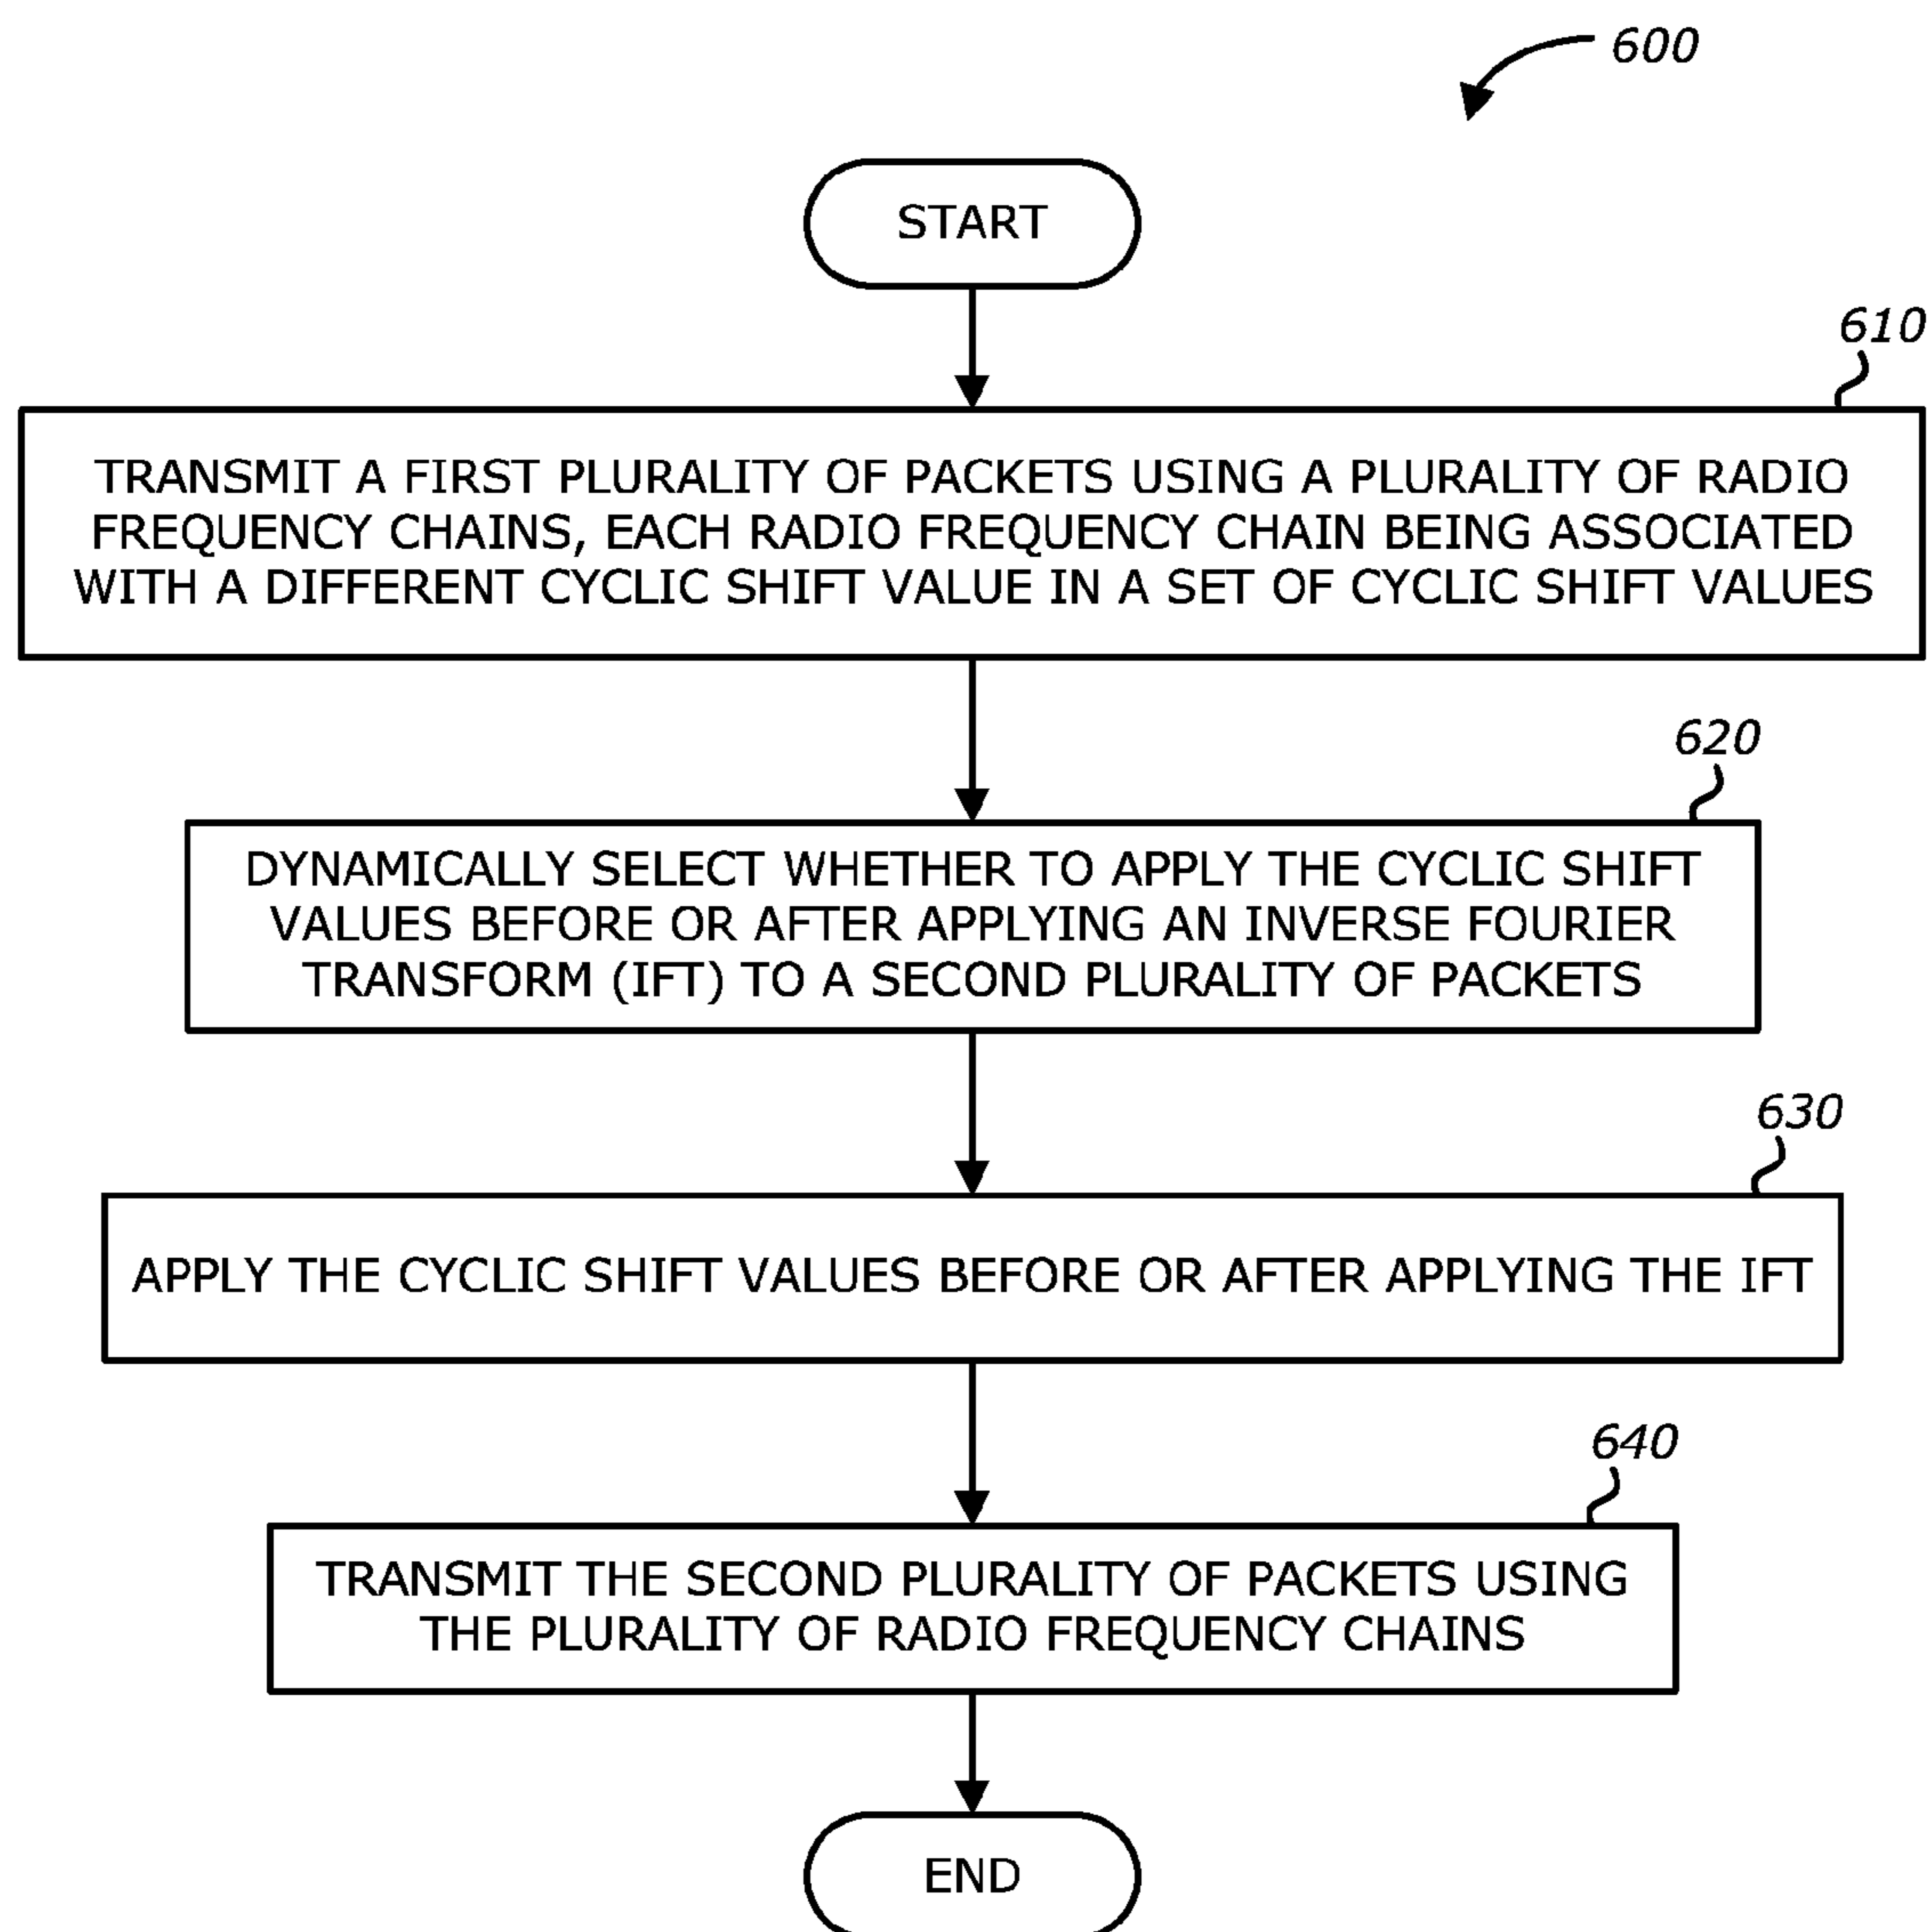 600
START
610
TRANSMIT A FIRST PLURALITY OF PACKETS USING A PLURALITY OF RADIO
FREQUENCY CHAINS, EACH RADIO FREQUENCY CHAIN BEING ASSOCIATED
WITH A DIFFERENT CYCLIC SHIFT VALUE IN A SET OF CYCLIC SHIFT VALUES
620
DYNAMICALLY SELECT WHETHER TO APPLY THE CYCLIC SHIFT
VALUES BEFORE OR AFTER APPLYING AN INVERSE FOURIER
TRANSFORM (IFT) TO A SECOND PLURALITY OF PACKETS
630
APPLY THE CYCLIC SHIFT VALUES BEFORE OR AFTER APPLYING THE IFT
640
TRANSMIT THE SECOND PLURALITY OF PACKETS USING
THE PLURALITY OF RADIO FREQUENCY CHAINS
END